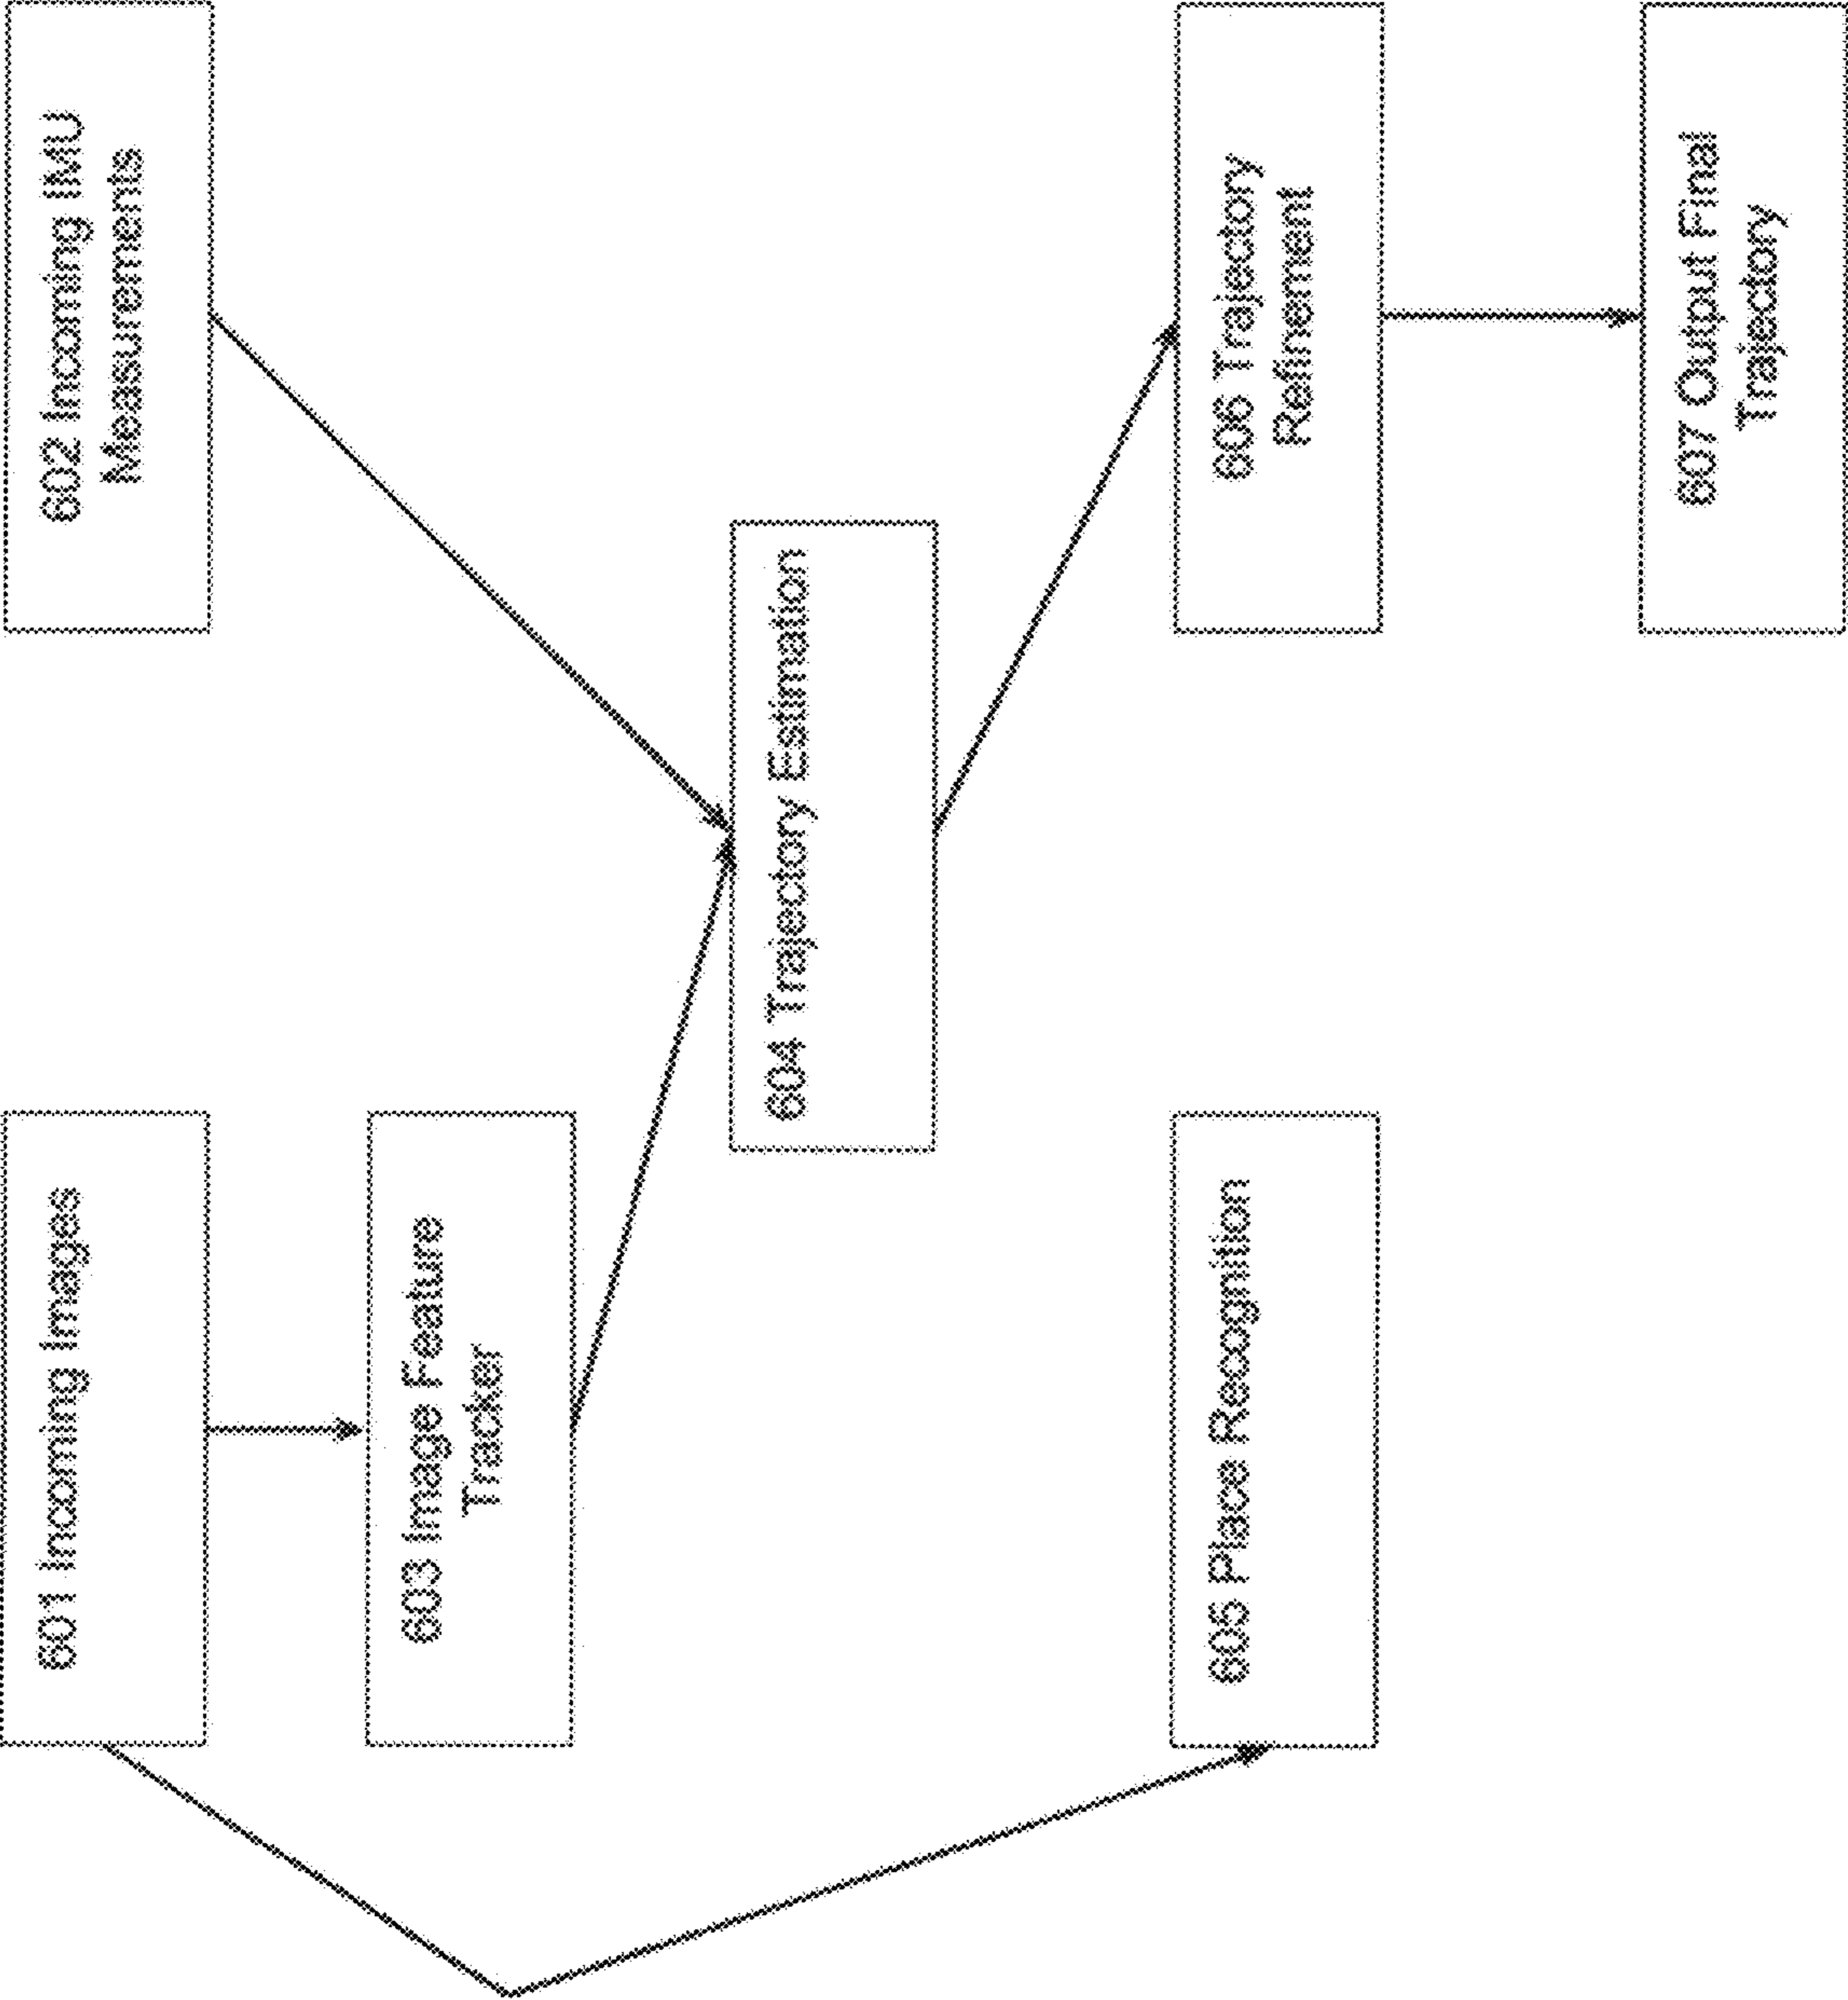 601 Incoming Images
602 Incoming IMU
Measurements
603 Image Feature
Tracker
604 Trajectory Estimation
605 Place Recognition
606 Trajectory
Refinement
607 Output Final
Trajectory